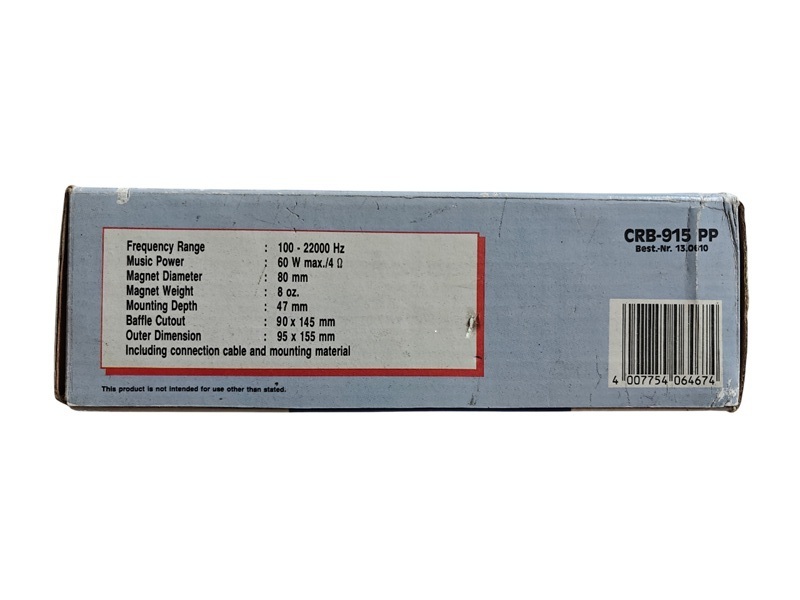 Frequency Range : 100 - 22000 Hz
Music Power : 60 W max./4 Ω
Magnet Diameter : 80 mm
Magnet Weight : 8 oz.
Mounting Depth : 47 mm
Baffle Cutout : 90 x 145 mm
Outer Dimension : 95 x 155 mm
Including connection cable and mounting material
This product is not intended for use other than stated.
CRB-915 PP
Best.-Nr.
4 007754 064674